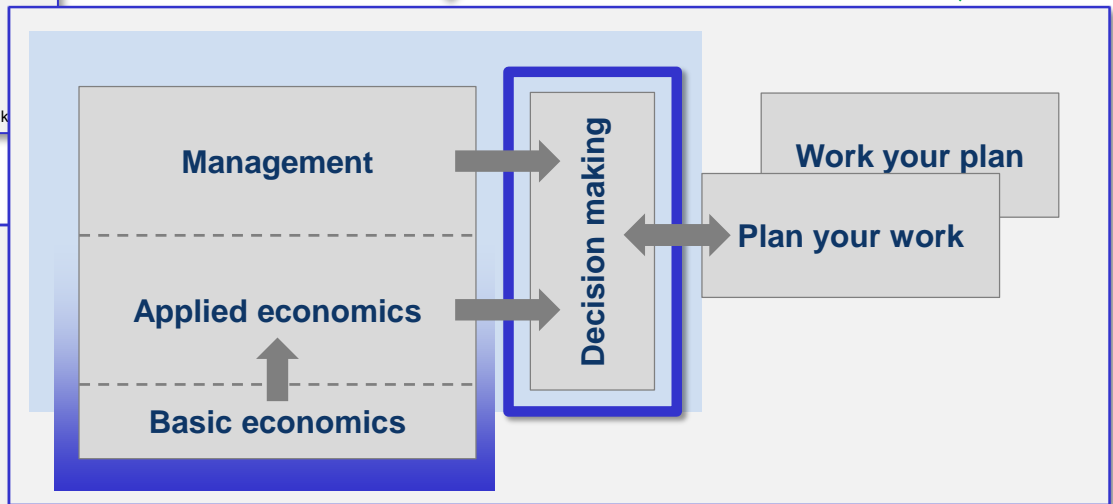 Management
Applied economics
Basic economics
Decision making
Work your plan
Plan your work